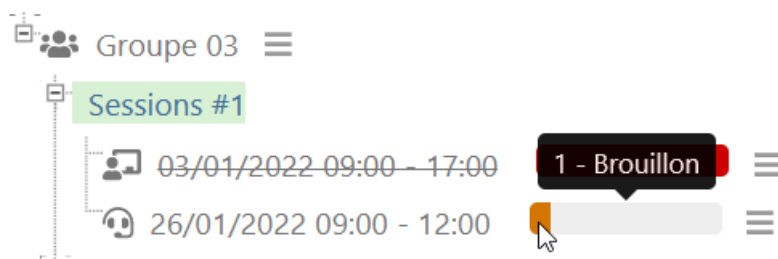 Groupe 03
Sessions #1
03/01/2022 09:00 - 17:00
1 - Brouillon
26/01/2022 09:00 - 12:00